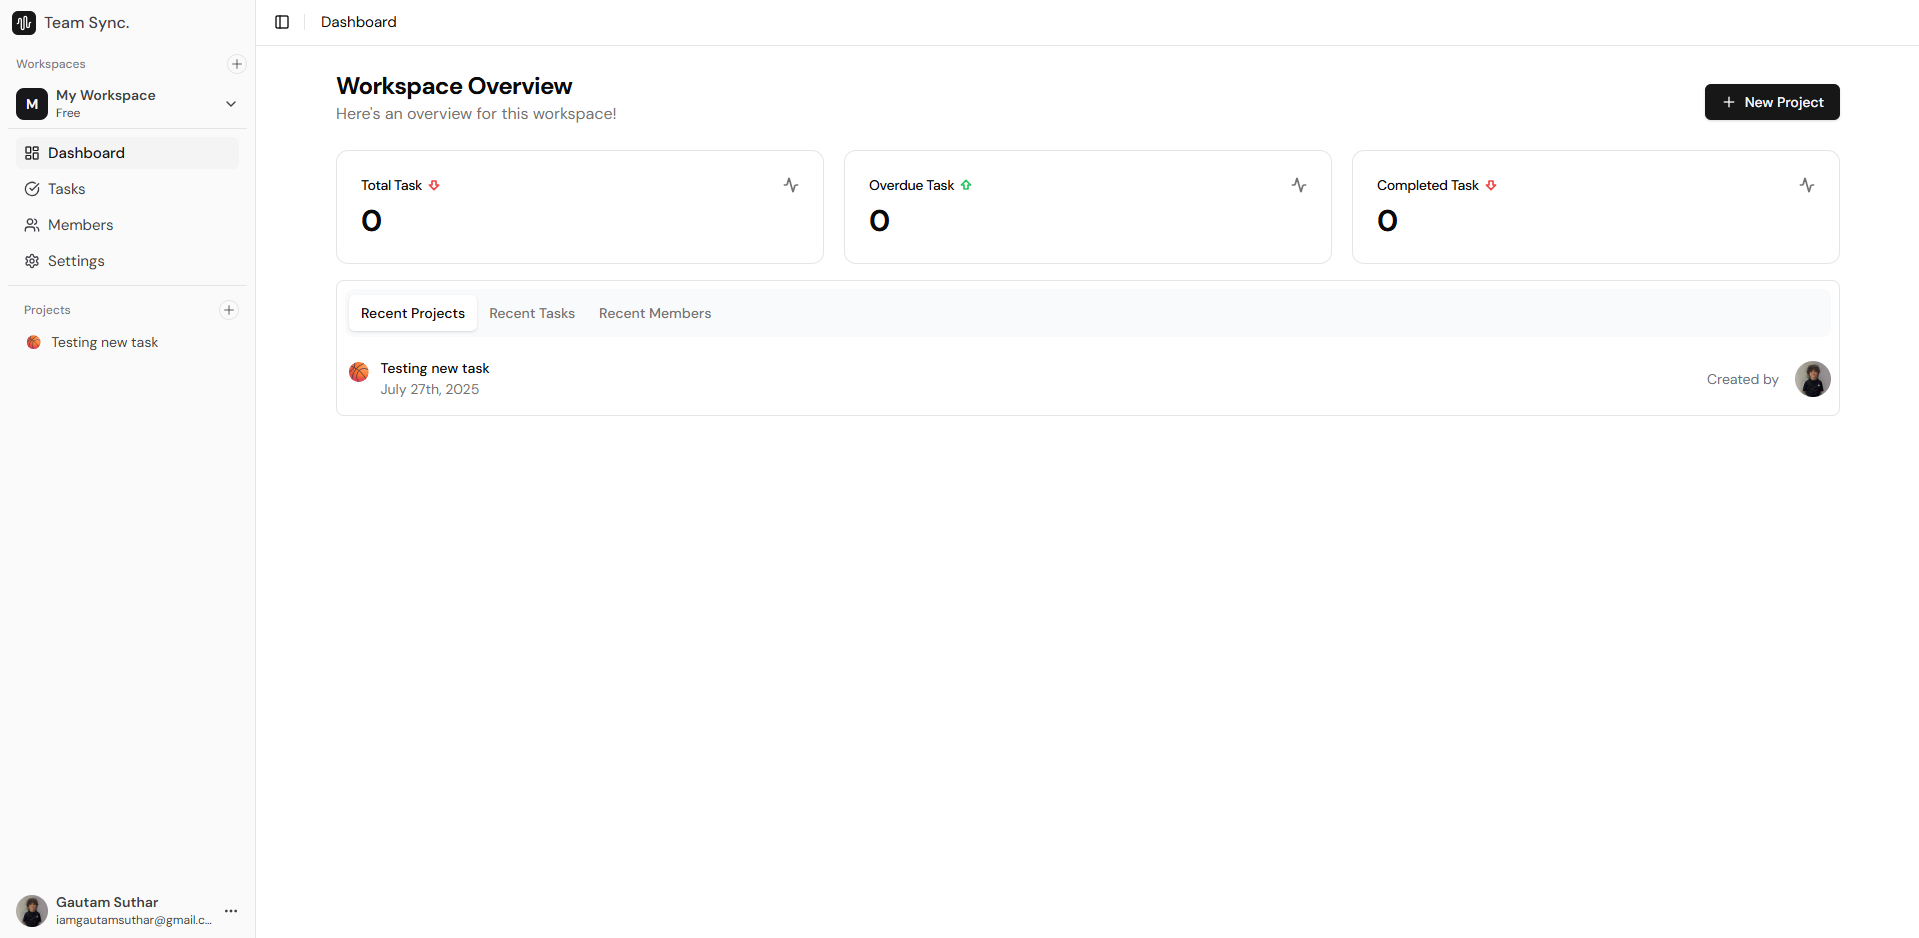 Team Sync.
Workspaces
M
My Workspace
Free
Dashboard
Tasks
Members
Settings
Projects
Testing new task
Gautam Suthar
iamgautamsuthar@gmail.c...
Dashboard
Workspace Overview
Here's an overview for this workspace!
New Project
Total Task
0
Overdue Task
0
Completed Task
0
Recent Projects
Recent Tasks
Recent Members
Testing new task
July 27th, 2025
Created by